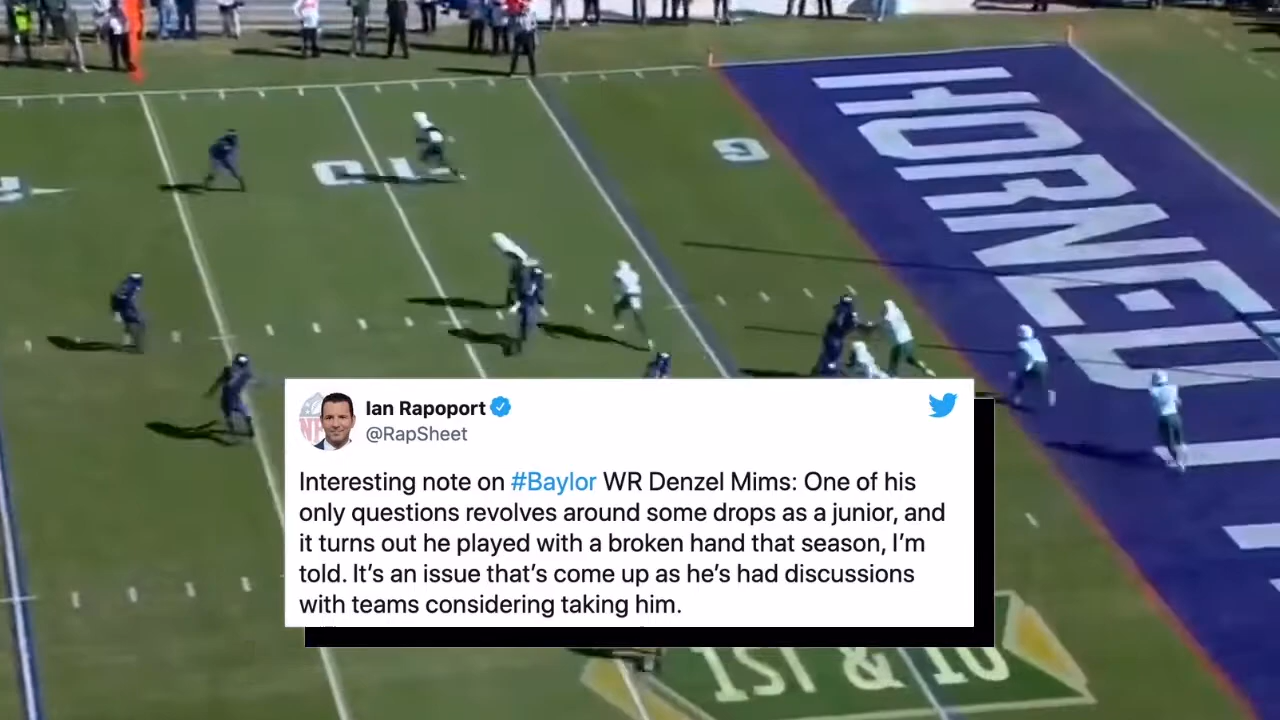 HORNED
G
Ian Rapoport
@RapSheet
Interesting note on #Baylor WR Denzel Mims: One of his
only questions revolves around some drops as a junior, and
it turns out he played with a broken hand that season, I’m
told. It’s an issue that’s come up as he’s had discussions
with teams considering taking him.
1ST & 10